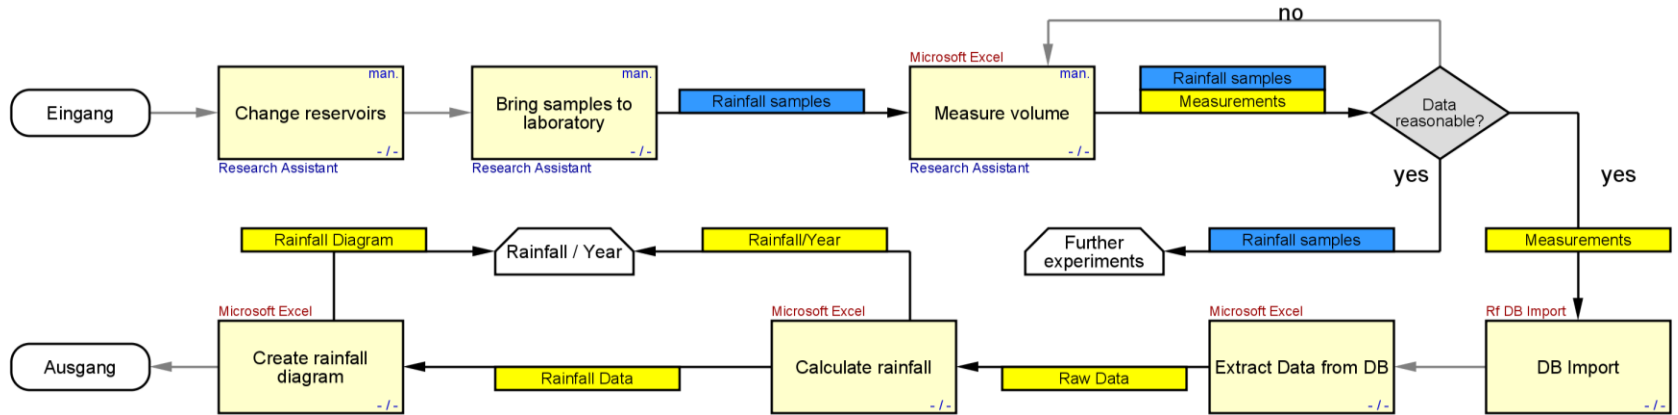 no
Microsoft Excel
man.
man.
Rainfall samples
Eingang
Change reservoirs
Bring samples to
laboratory
Rainfall samples
Measure volume
Measurements
Data
reasonable?
- / -
- / -
- / -
Research Assistant
Research Assistant
Research Assistant
yes
yes
Rainfall Diagram
Rainfall / Year
Rainfall/Year
Further
experiments
Rainfall samples
Measurements
Microsoft Excel
Microsoft Excel
Microsoft Excel
Rf DB Import
Ausgang
Create rainfall
diagram
Rainfall Data
Calculate rainfall
Raw Data
Extract Data from DB
DB Import
- / -
- / -
- / -
- / -